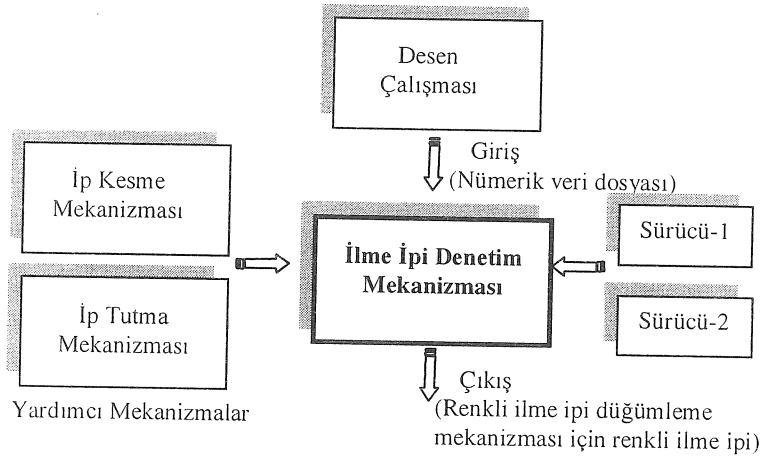 Desen
Çalışması
Giriş
(Nümerik veri dosyası)
İp Kesme
Mekanizması
İlme İpi Denetim
Mekanizması
Sürücü-1
Sürücü-2
İp Tutma
Mekanizması
Yardımcı Mekanizmalar
Çıkış
(Renkli ilme ipi düğümleme
mekanizması için renkli ilme ipi)